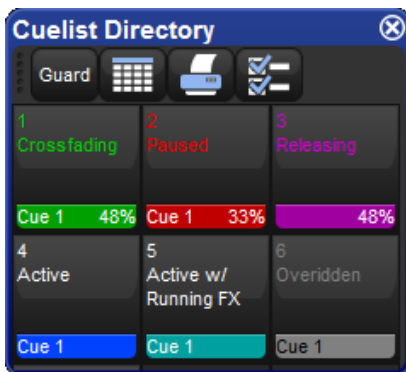 Cuelist Directory
Guard
1 2 3
Crossfading Paused Releasing
Cue 1 48% Cue 1 33% 48%
4 5 6
Active Active w/ Overidden
Running FX
Cue 1 Cue 1 Cue 1